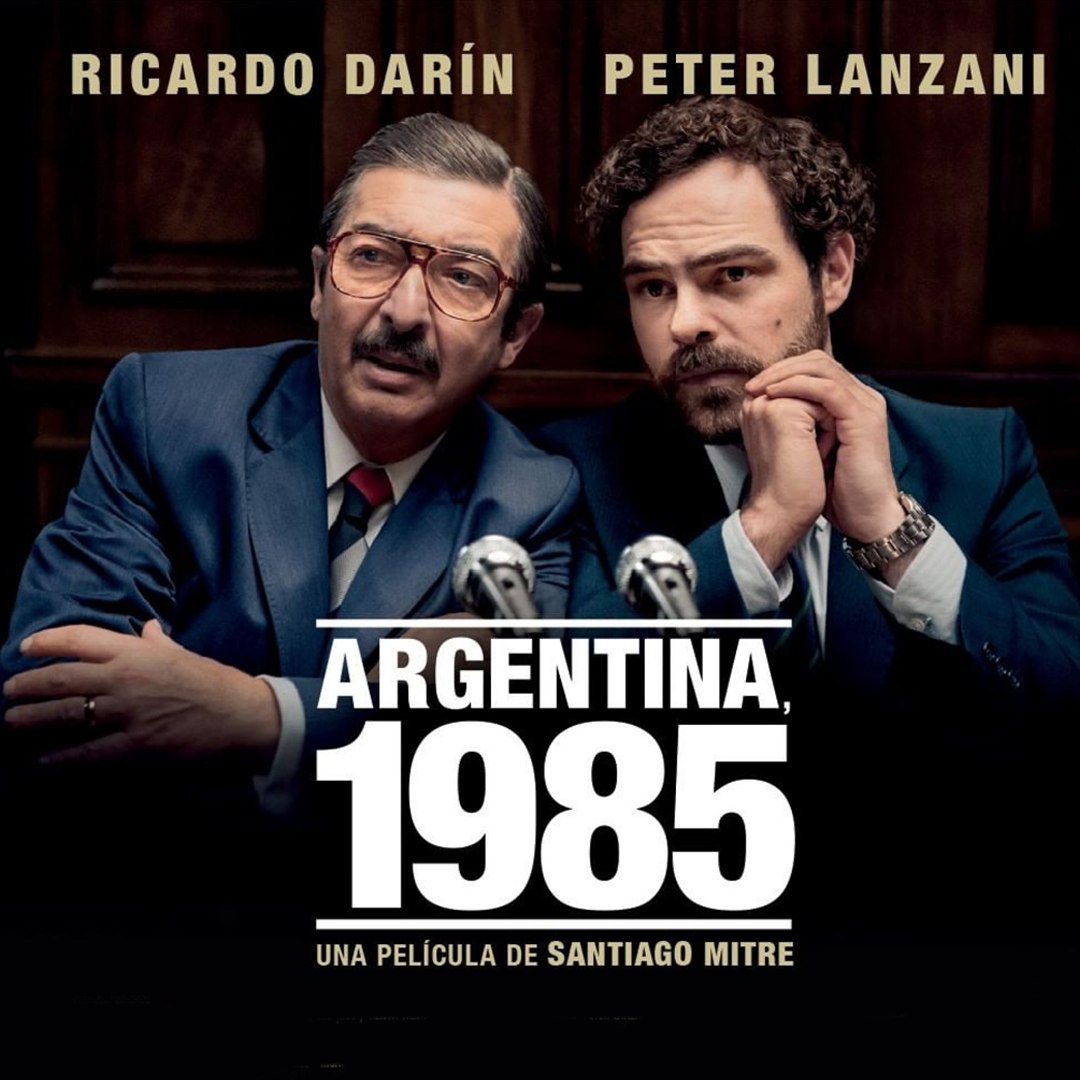 RICARDO DARÍN PETER LANZANI
ARGENTINA,
1985
UNA PELÍCULA DE SANTIAGO MITRE